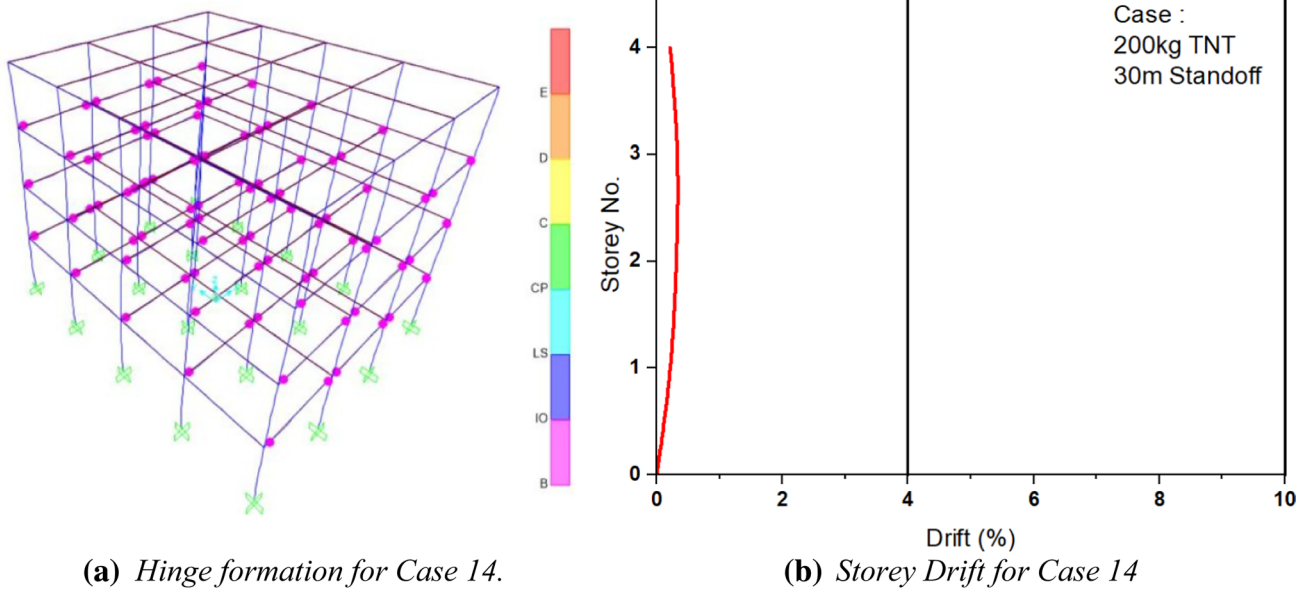 E
D
C
CP
LS
IO
B
Case :
200kg TNT
30m Standoff
Storey No.
4
3
2
1
0
0 2 4 6 8 10
Drift (%)
(a) Hinge formation for Case 14.
(b) Storey Drift for Case 14